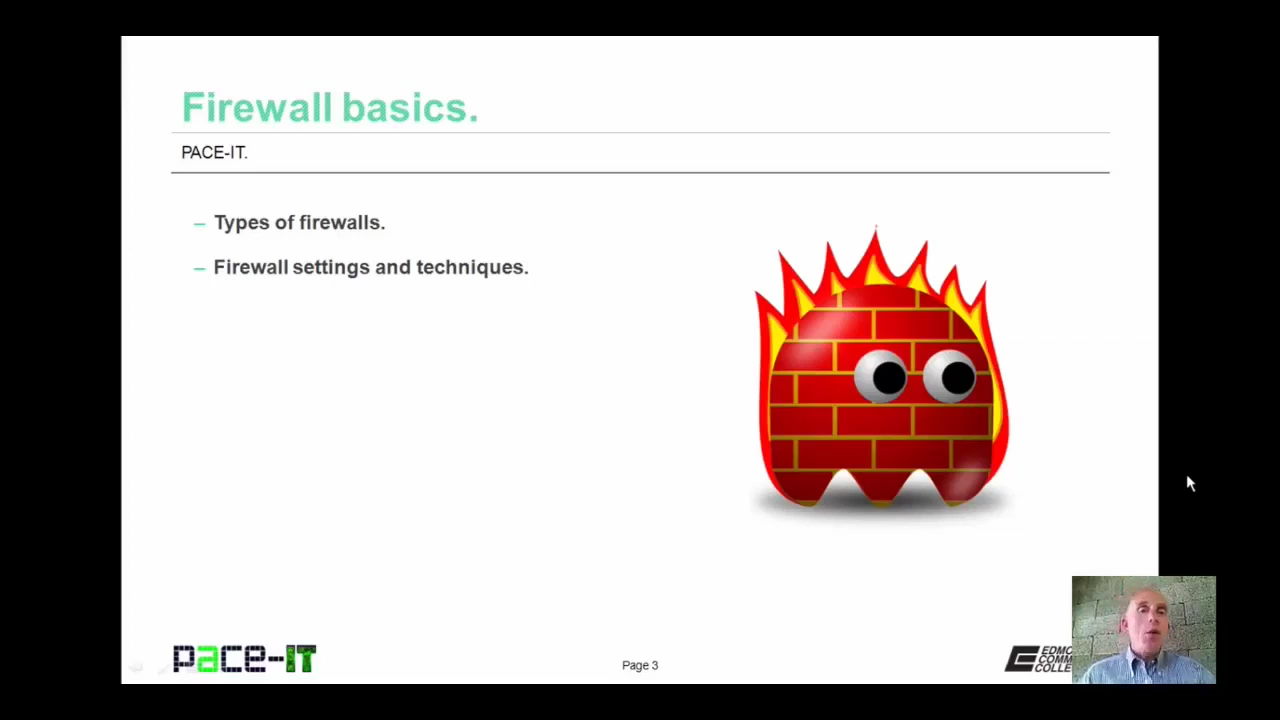 Firewall basics.
PACE-IT.
– Types of firewalls.
– Firewall settings and techniques.
pace-IT
Page 3